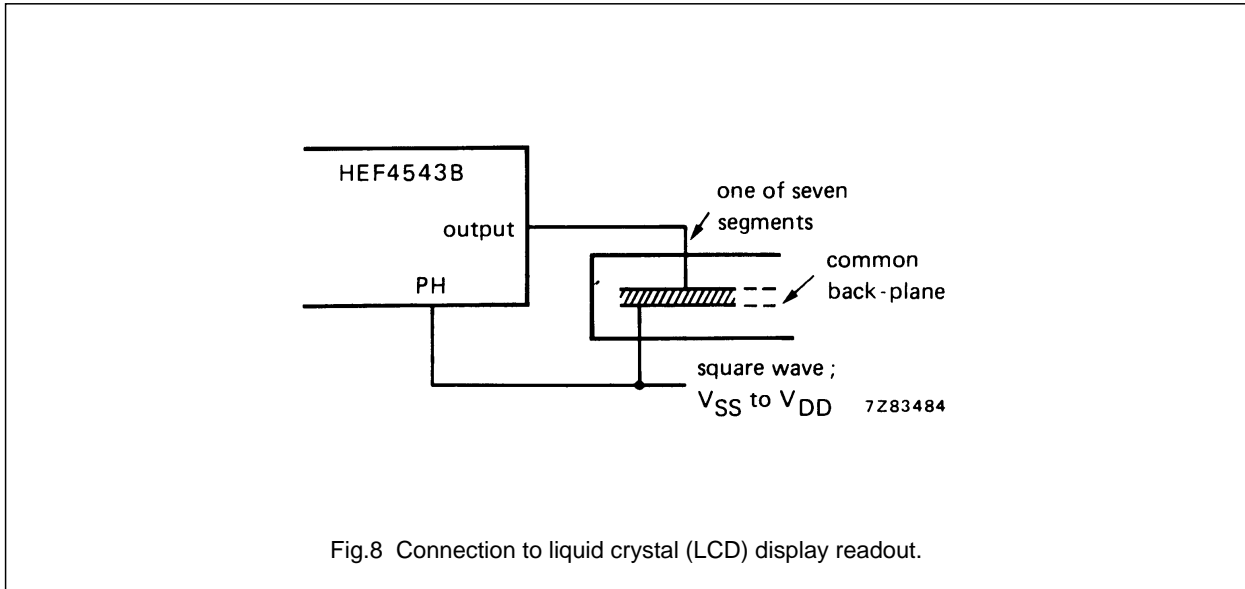 HEF4543B
output
PH
one of seven
segments
common
back-plane
square wave ;
VSS to VDD 7Z83484
Fig.8 Connection to liquid crystal (LCD) display readout.